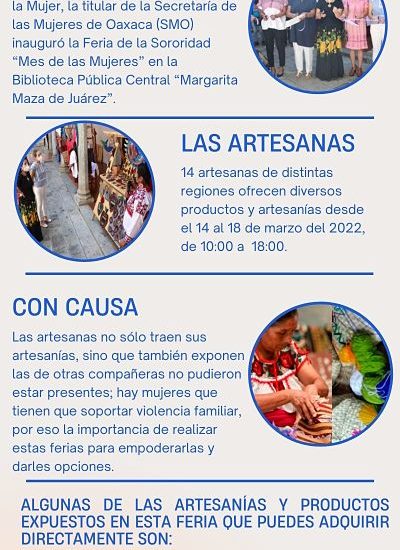 la Mujer, la titular de la Secretaría de
las Mujeres de Oaxaca (SMO)
inauguró la Feria de la Sororidad
“Mes de las Mujeres” en la
Biblioteca Pública Central “Margarita
Maza de Juárez”.
LAS ARTESANAS
14 artesanas de distintas
regiones ofrecen diversos
productos y artesanías desde
el 14 al 18 de marzo del 2022,
de 10:00 a 18:00.
CON CAUSA
Las artesanas no sólo traen sus
artesanías, sino que también exponen
las de otras compañeras no pudieron
estar presentes; hay mujeres que
tienen que soportar violencia familiar,
por eso la importancia de realizar
estas ferias para empoderarlas y
darles opciones.
ALGUNAS DE LAS ARTESANÍAS Y PRODUCTOS
EXPUESTOS EN ESTA FERIA QUE PUEDES ADQUIRIR
DIRECTAMENTE SON: